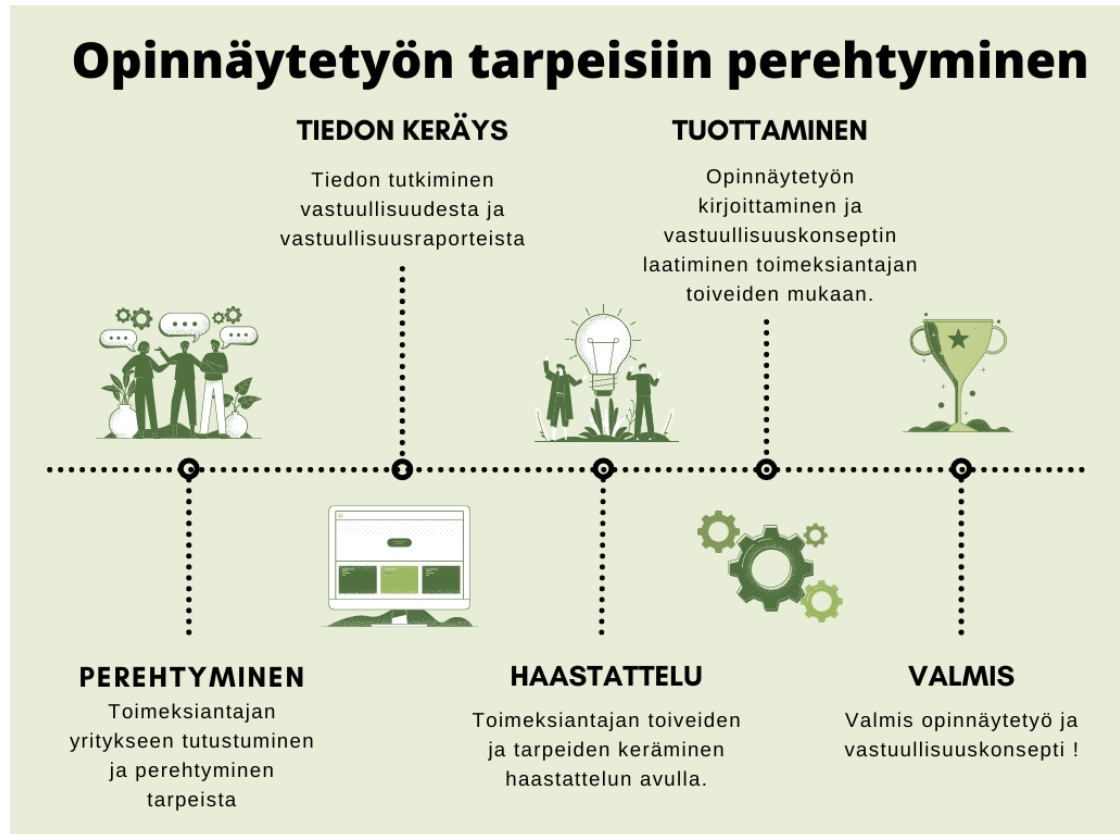 Opinnäytetyön tarpeisiin perehtyminen
TIEDON KERÄYS
Tiedon tutkiminen
vastuullisuudesta ja
vastuullisuusraporteista
TUOTTAMINEN
Opinnäytetyön
kirjoittaminen ja
vastuullisuuskonseptin
laatiminen toimeksiantajan
toiveiden mukaan.
PEREHTYMINEN
Toimeksiantajan
yritykseen tutustuminen
ja perehtyminen
tarpeista
HAASTATTELU
Toimeksiantajan toiveiden
ja tarpeiden keräminen
haastattelun avulla.
VALMIS
Valmis opinnäytetyö ja
vastuullisuuskonsepti !